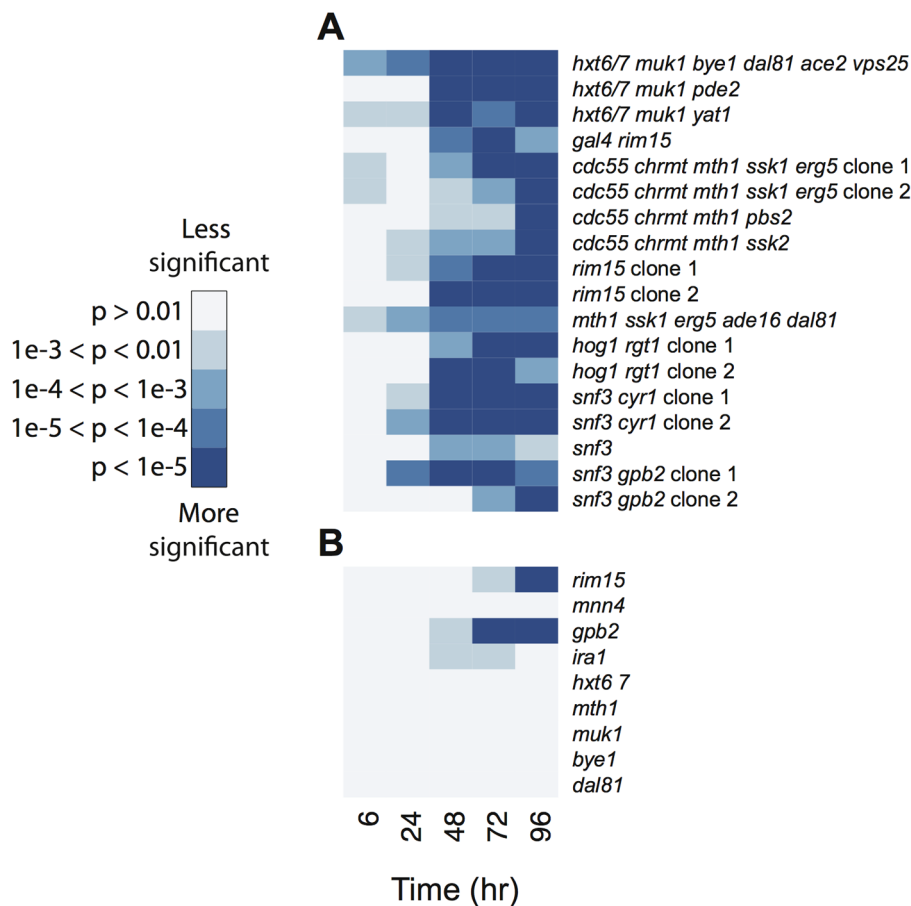 A
hxt6/7 muk1 bye1 dal81 ace2 vps25
hxt6/7 muk1 pde2
hxt6/7 muk1 yat1
gal4 rim15
cdc55 chrmt mth1 ssk1 erg5 clone 1
cdc55 chrmt mth1 ssk1 erg5 clone 2
cdc55 chrmt mth1 pbs2
cdc55 chrmt mth1 ssk2
rim15 clone 1
rim15 clone 2
mth1 ssk1 erg5 ade16 dal81
hog1 rgt1 clone 1
hog1 rgt1 clone 2
snf3 cyr1 clone 1
snf3 cyr1 clone 2
snf3
snf3 gpb2 clone 1
snf3 gpb2 clone 2
Less
significant
p > 0.01
1e-3 < p < 0.01
1e-4 < p < 1e-3
1e-5 < p < 1e-4
p < 1e-5
More
significant
B
rim15
mnn4
gpb2
ira1
hxt6 7
mth1
muk1
bye1
dal81
6 24 48 72 96
Time (hr)